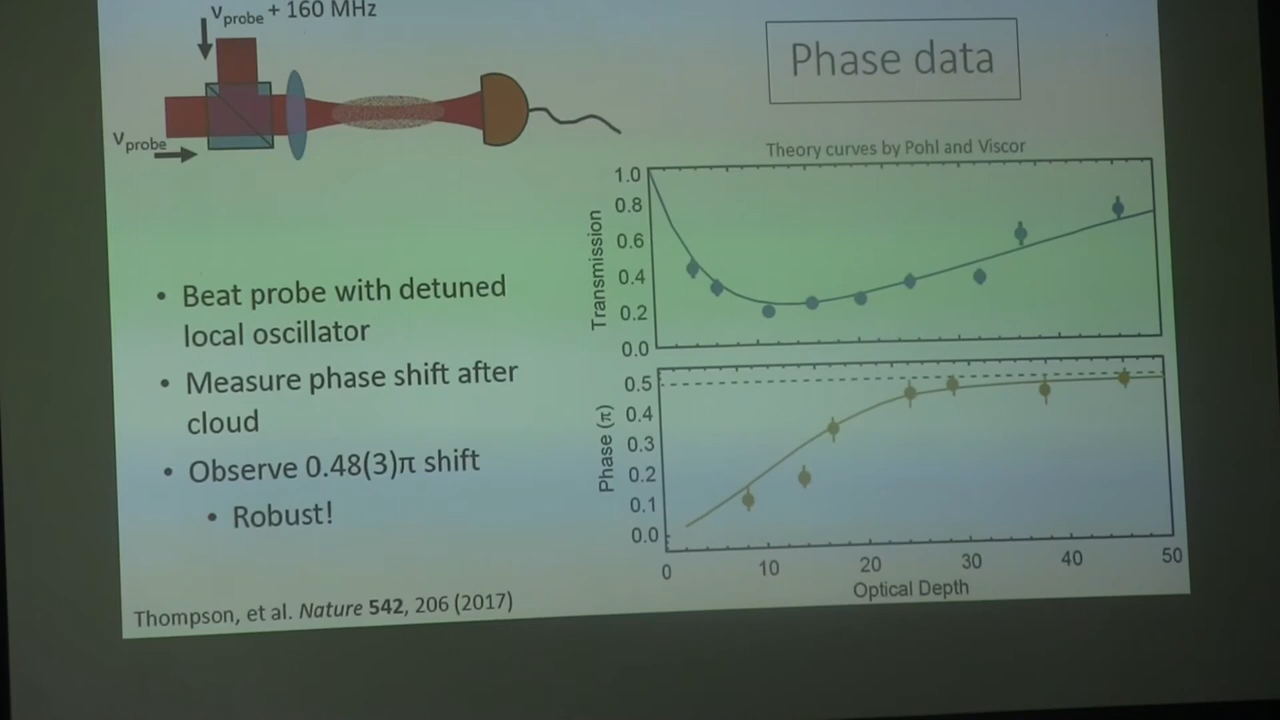 νprobe + 160 MHz
νprobe
Phase data
• Beat probe with detuned
local oscillator
• Measure phase shift after
cloud
• Observe 0.48(3)π shift
• Robust!
Thompson, et al. Nature 542, 206 (2017)
Theory curves by Pohl and Viscor
Transmission
1.0
0.8
0.6
0.4
0.2
0.0
Phase (π)
0.5
0.4
0.3
0.2
0.1
0.0
0 10 20 30 40 50
Optical Depth